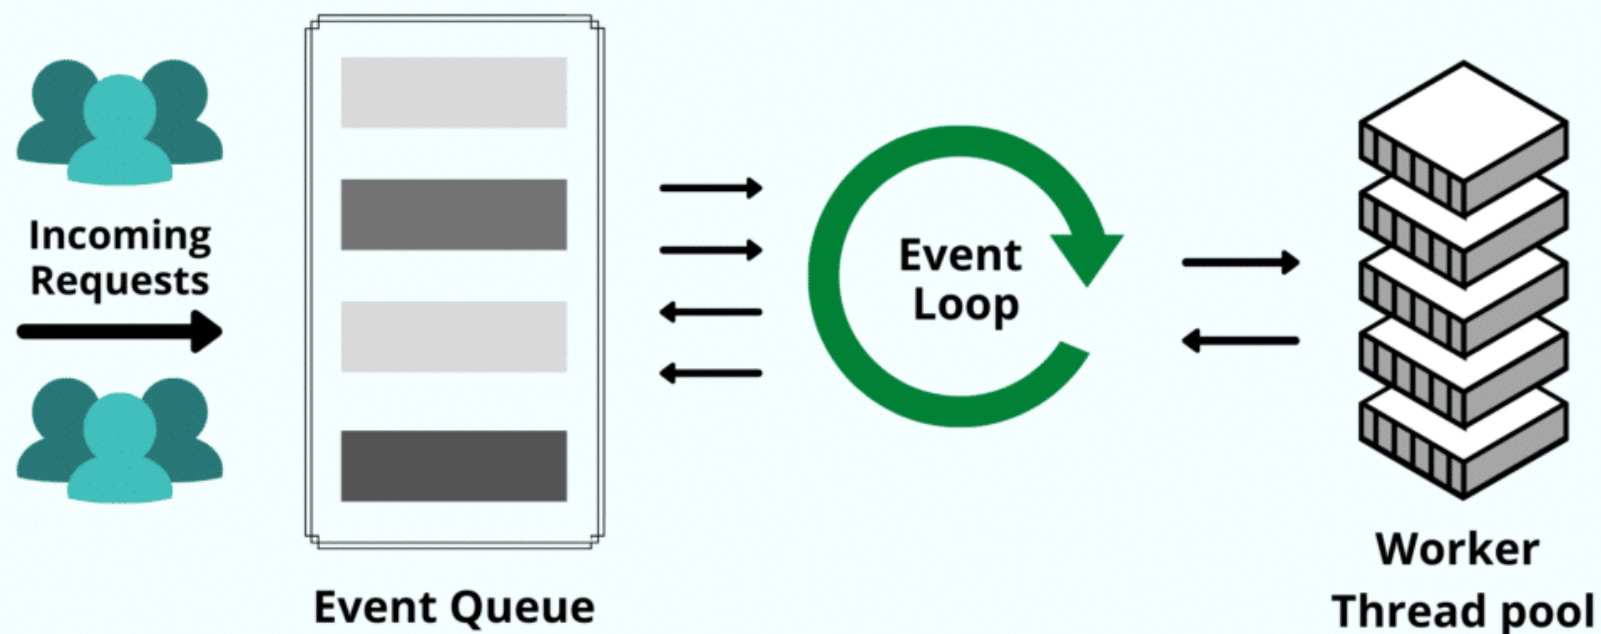 Incoming
Requests
Event Queue
Event
Loop
Worker
Thread pool